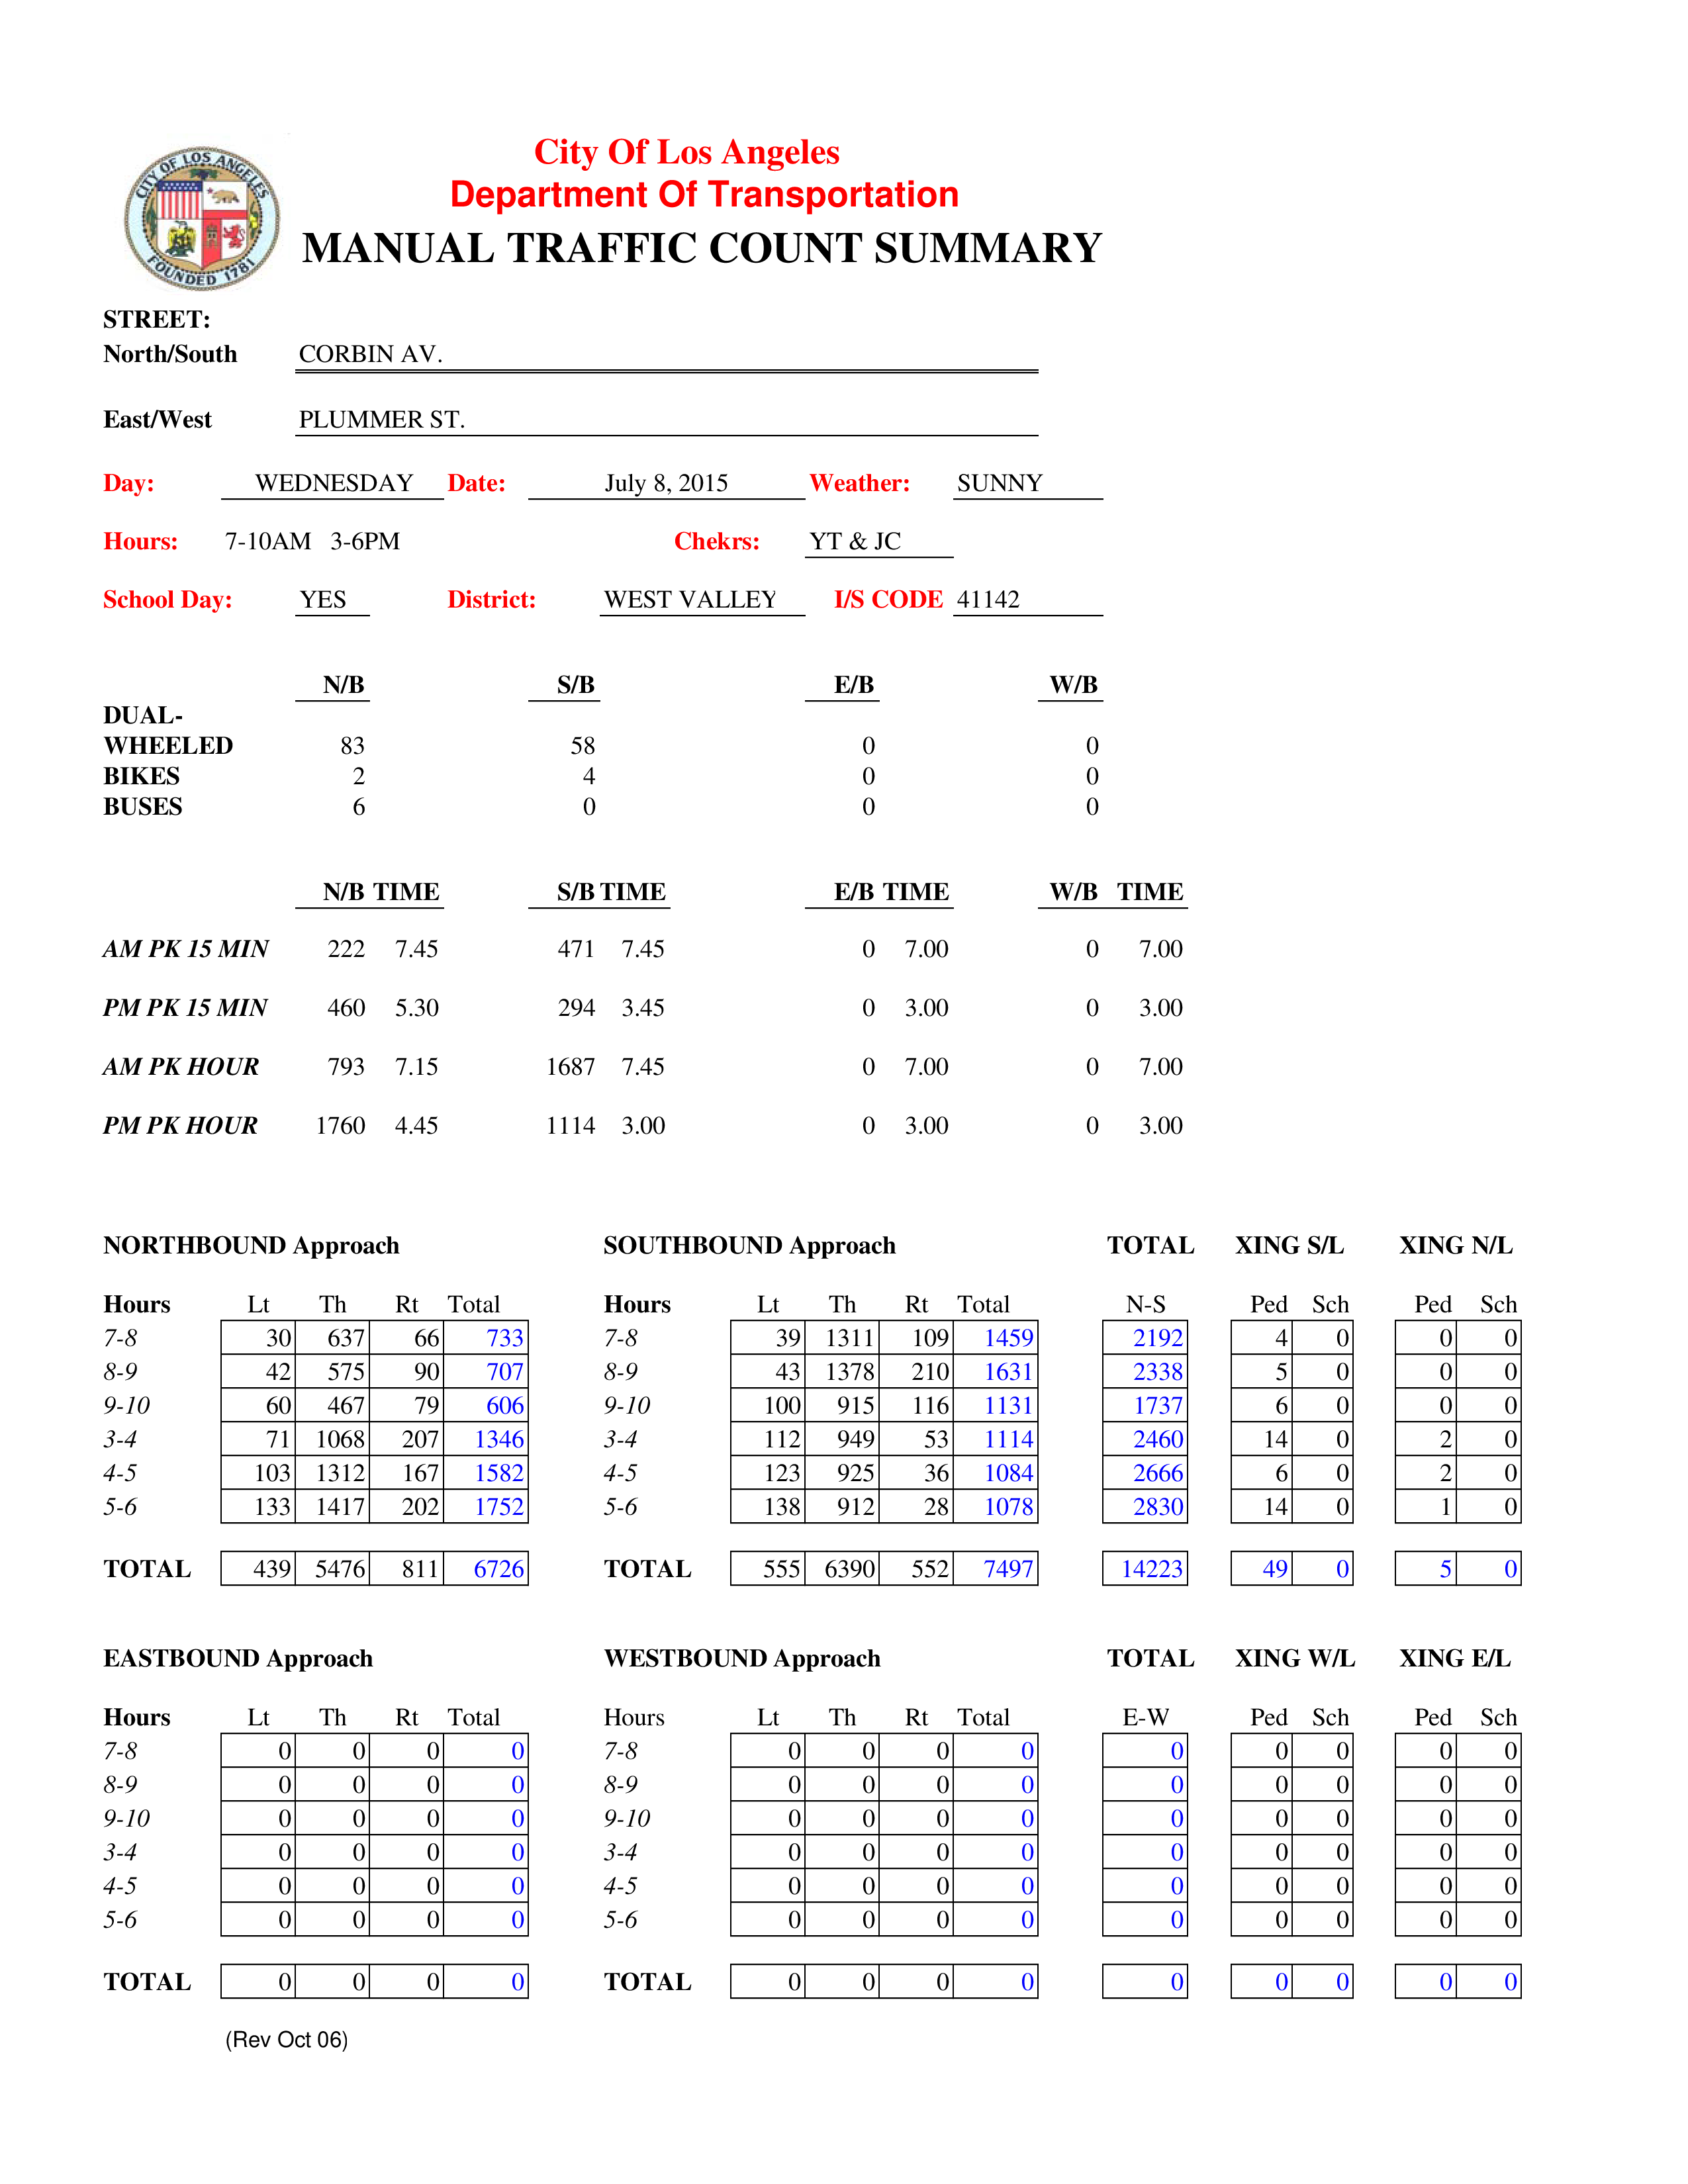 CITY OF LOS ANGELES
FOUNDED 1781
City Of Los Angeles
Department Of Transportation
MANUAL TRAFFIC COUNT SUMMARY
STREET:
North/South CORBIN AV.
East/West PLUMMER ST.
Day: WEDNESDAY Date: July 8, 2015 Weather: SUNNY
Hours: 7-10AM 3-6PM Chekrs: YT & JC
School Day: YES District: WEST VALLEY I/S CODE 41142
N/B S/B E/B W/B
DUAL-
WHEELED 83 58 0 0
BIKES 2 4 0 0
BUSES 6 0 0 0
N/B TIME S/B TIME E/B TIME W/B TIME
AM PK 15 MIN 222 7.45 471 7.45 0 7.00 0 7.00
PM PK 15 MIN 460 5.30 294 3.45 0 3.00 0 3.00
AM PK HOUR 793 7.15 1687 7.45 0 7.00 0 7.00
PM PK HOUR 1760 4.45 1114 3.00 0 3.00 0 3.00
NORTHBOUND Approach SOUTHBOUND Approach TOTAL XING S/L XING N/L
Hours Lt Th Rt Total Hours Lt Th Rt Total N-S Ped Sch Ped Sch
7-8 30 637 66 733 7-8 39 1311 109 1459 2192 4 0 0 0
8-9 42 575 90 707 8-9 43 1378 210 1631 2338 5 0 0 0
9-10 60 467 79 606 9-10 100 915 116 1131 1737 6 0 0 0
3-4 71 1068 207 1346 3-4 112 949 53 1114 2460 14 0 2 0
4-5 103 1312 167 1582 4-5 123 925 36 1084 2666 6 0 2 0
5-6 133 1417 202 1752 5-6 138 912 28 1078 2830 14 0 1 0
TOTAL 439 5476 811 6726 TOTAL 555 6390 552 7497 14223 49 0 5 0
EASTBOUND Approach WESTBOUND Approach TOTAL XING W/L XING E/L
Hours Lt Th Rt Total Hours Lt Th Rt Total E-W Ped Sch Ped Sch
7-8 0 0 0 0 7-8 0 0 0 0 0 0 0 0 0
8-9 0 0 0 0 8-9 0 0 0 0 0 0 0 0 0
9-10 0 0 0 0 9-10 0 0 0 0 0 0 0 0 0
3-4 0 0 0 0 3-4 0 0 0 0 0 0 0 0 0
4-5 0 0 0 0 4-5 0 0 0 0 0 0 0 0 0
5-6 0 0 0 0 5-6 0 0 0 0 0 0 0 0 0
TOTAL 0 0 0 0 TOTAL 0 0 0 0 0 0 0 0 0
(Rev Oct 06)